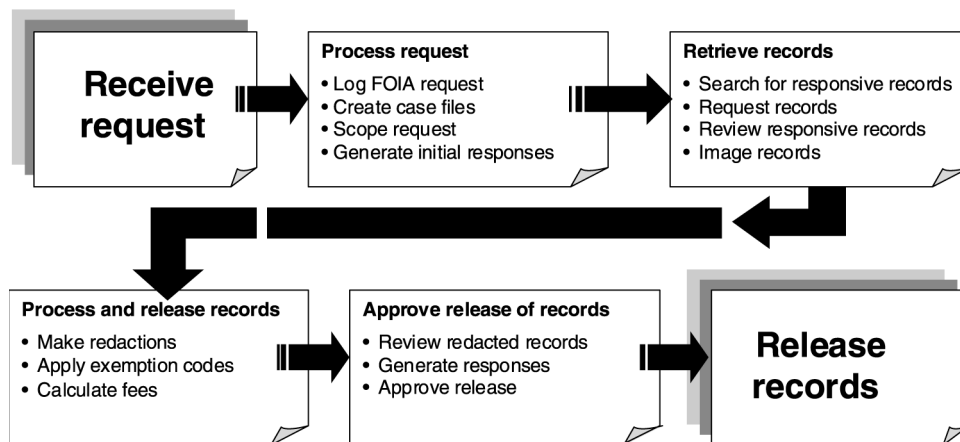 Receive
request
Process request
• Log FOIA request
• Create case files
• Scope request
• Generate initial responses
Retrieve records
• Search for responsive records
• Request records
• Review responsive records
• Image records
Process and release records
• Make redactions
• Apply exemption codes
• Calculate fees
Approve release of records
• Review redacted records
• Generate responses
• Approve release
Release
records